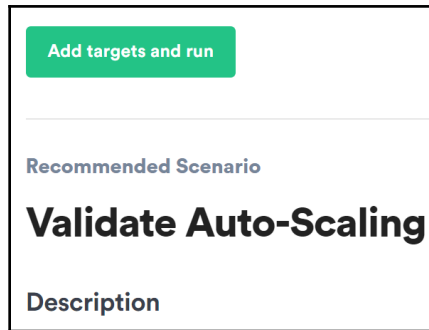 Add targets and run
Recommended Scenario
Validate Auto-Scaling
Description